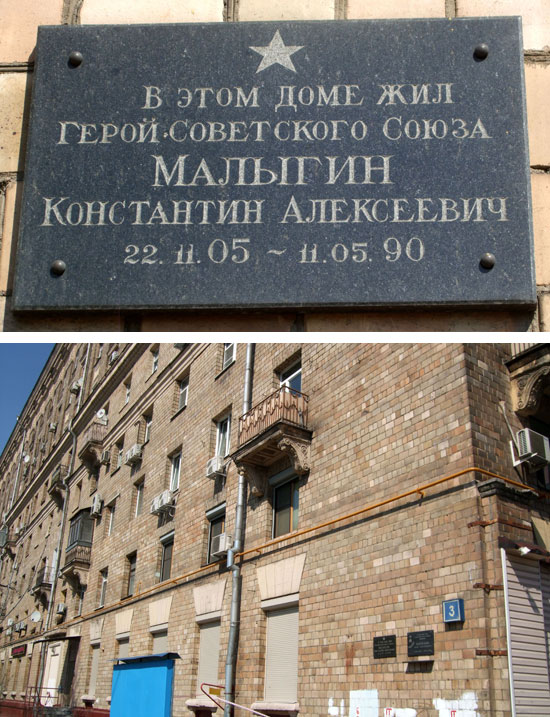 В ЭТОМ ДОМЕ ЖИЛ
ГЕРОЙ·СОВЕТСКОГО СОЮЗА
МАЛЫГИН
КОНСТАНТИН АЛЕКСЕЕВИЧ
22.11.05 ~ 11.05.90
3